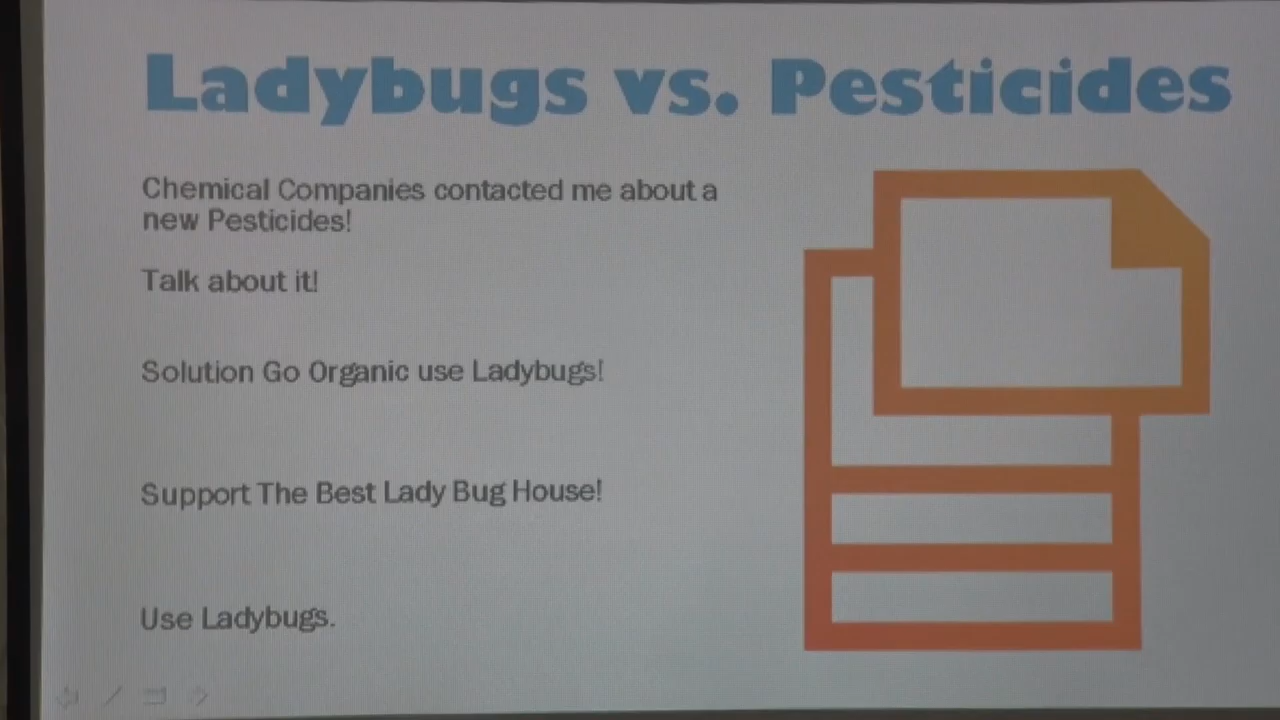 Ladybugs vs. Pesticides
Chemical Companies contacted me about a
new Pesticides!
Talk about it!
Solution Go Organic use Ladybugs!
Support The Best Lady Bug House!
Use Ladybugs.